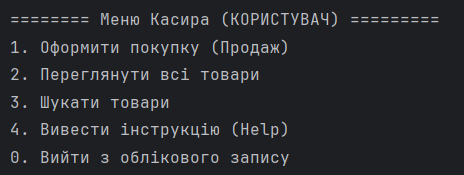 ======== Меню Касира (КОРИСТУВАЧ) =========
1. Оформити покупку (Продаж)
2. Переглянути всі товари
3. Шукати товари
4. Вивести інструкцію (Help)
0. Вийти з облікового запису